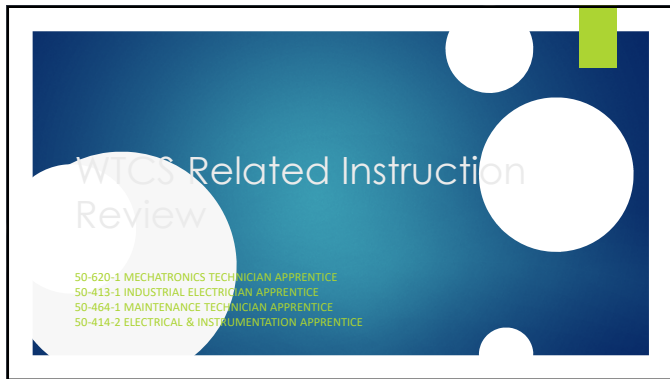 WTCS Related Instruction
Review
50-620-1 MECHATRONICS TECHNICIAN APPRENTICE
50-413-1 INDUSTRIAL ELECTRICIAN APPRENTICE
50-464-1 MAINTENANCE TECHNICIAN APPRENTICE
50-414-2 ELECTRICAL & INSTRUMENTATION APPRENTICE